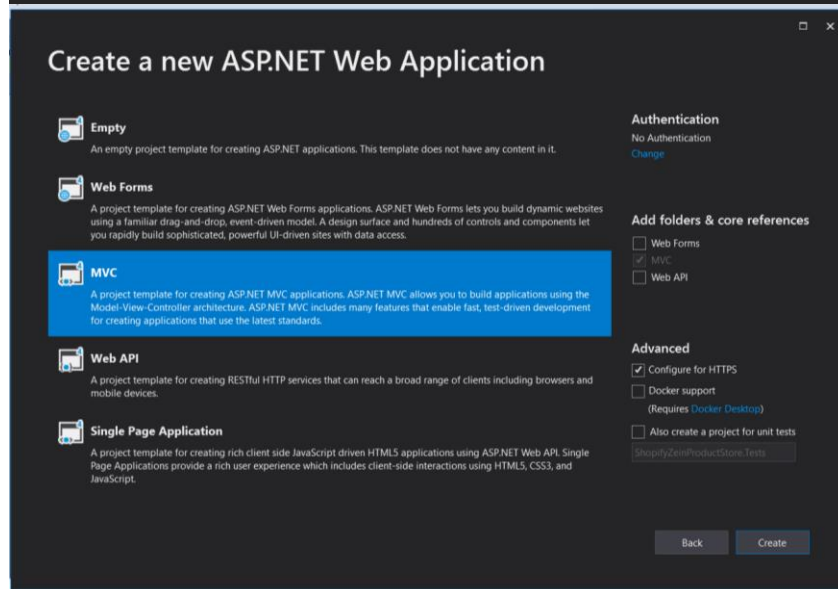 Create a new ASP.NET Web Application
Empty
An empty project template for creating ASP.NET applications. This template does not have any content in it.
Web Forms
A project template for creating ASP.NET Web Forms applications. ASP.NET Web Forms lets you build dynamic websites
using a familiar drag-and-drop, event-driven model. A design surface and hundreds of controls and components let
you rapidly build sophisticated, powerful UI-driven sites with data access.
MVC
A project template for creating ASP.NET MVC applications. ASP.NET MVC allows you to build applications using the
Model-View-Controller architecture. ASP.NET MVC includes many features that enable fast, test-driven development
for creating applications that use the latest standards.
Web API
A project template for creating RESTful HTTP services that can reach a broad range of clients including browsers and
mobile devices.
Single Page Application
A project template for creating rich client side JavaScript driven HTML5 applications using ASP.NET Web API. Single
Page Applications provide a rich user experience which includes client-side interactions using HTML5, CSS3, and
JavaScript.
Authentication
No Authentication
Change
Add folders & core references
Web Forms
MVC
Web API
Advanced
Configure for HTTPS
Docker support
(Requires Docker Desktop)
Also create a project for unit tests
ShopifyZeinProductStore.Tests
Back
Create